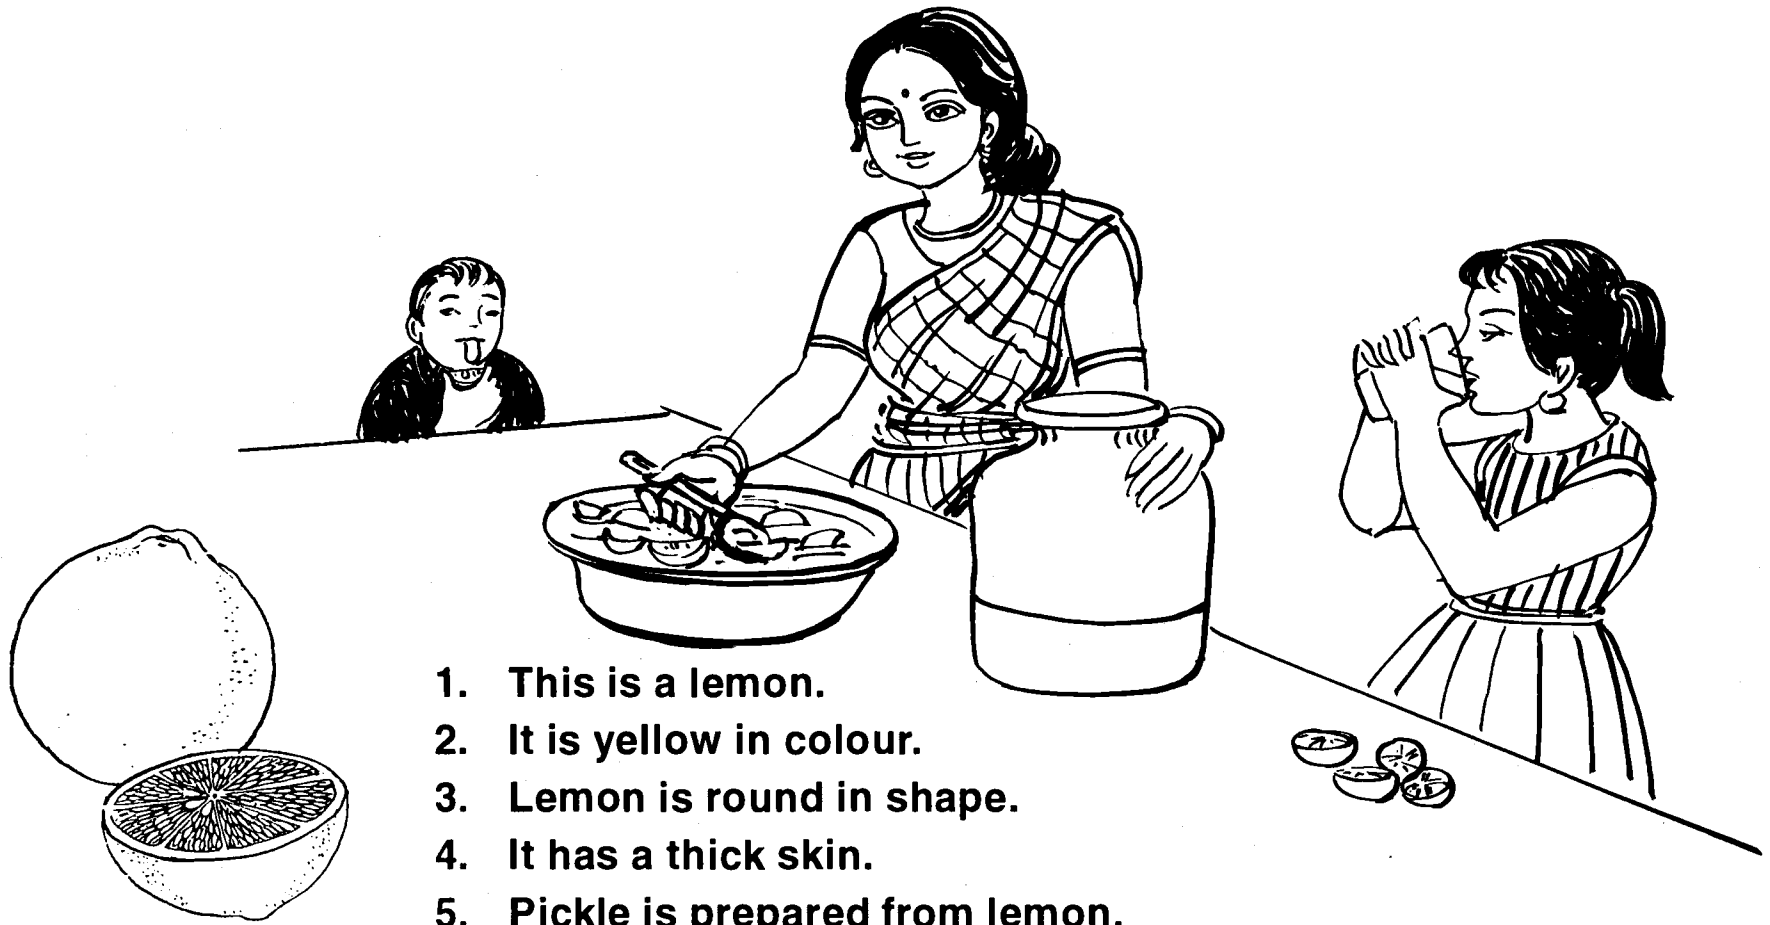 1. This is a lemon.
2. It is yellow in colour.
3. Lemon is round in shape.
4. It has a thick skin.
5. Pickle is prepared from lemon.